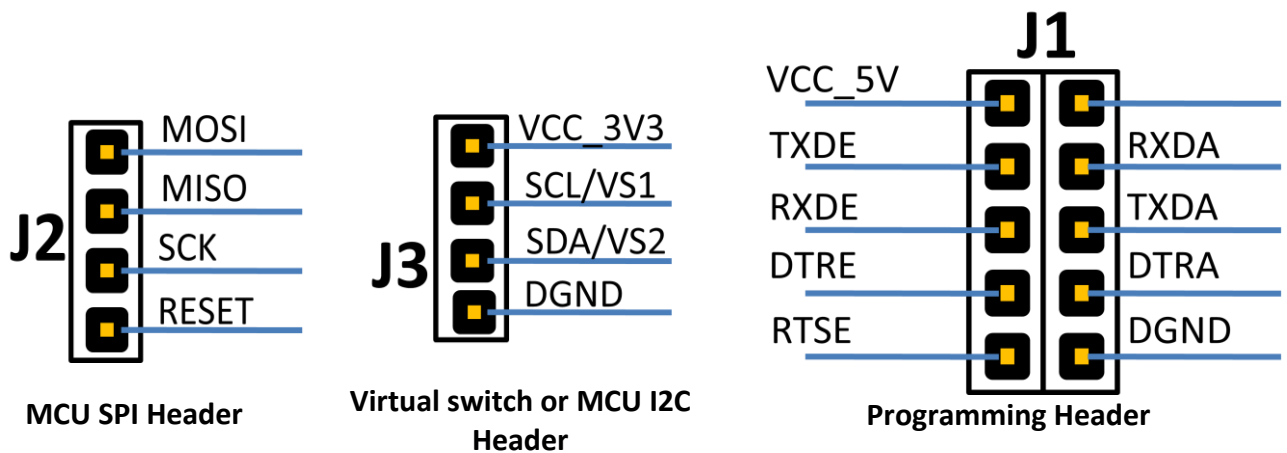 J2
MOSI
MISO
SCK
RESET
MCU SPI Header
J3
VCC_3V3
SCL/VS1
SDA/VS2
DGND
Virtual switch or MCU I2C
Header
J1
VCC_5V
TXDE RXDA
RXDE TXDA
DTRE DTRA
RTSE DGND
Programming Header